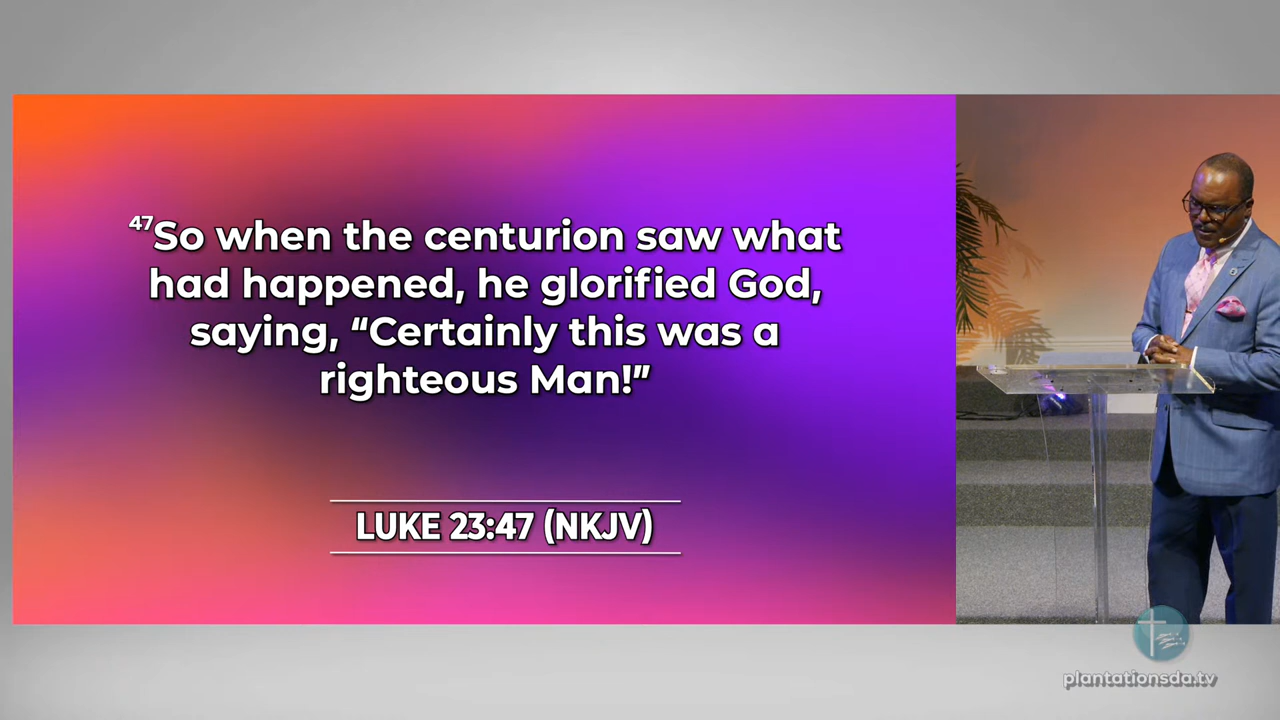 47So when the centurion saw what
had happened, he glorified God,
saying, “Certainly this was a
righteous Man!”
LUKE 23:47 (NKJV)
plantationsda.tv